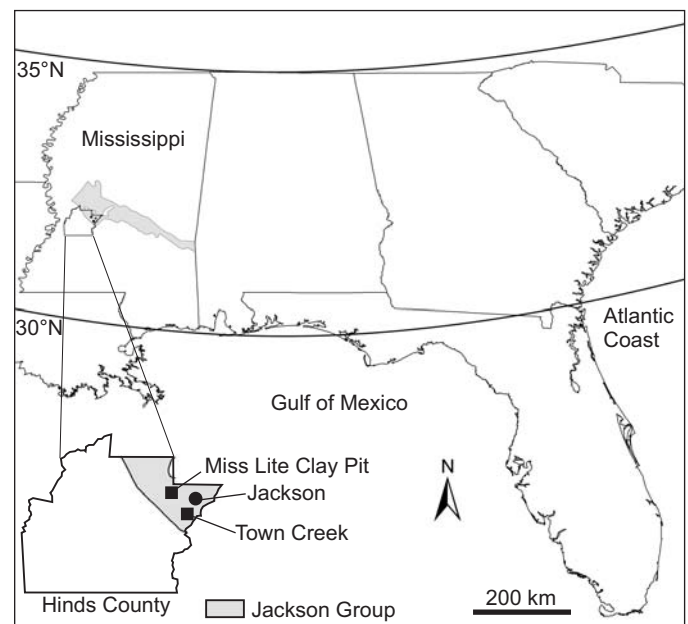 35°N
Mississippi
30°N
Atlantic
Coast
Gulf of Mexico
Miss Lite Clay Pit
N
Jackson
Town Creek
200 km
Hinds County
Jackson Group